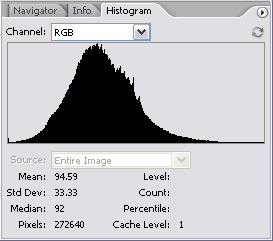 Navigator Info Histogram
Channel: RGB
Source: Entire Image
Mean: 94.59 Level:
Std Dev: 33.33 Count:
Median: 92 Percentile:
Pixels: 272640 Cache Level: 1